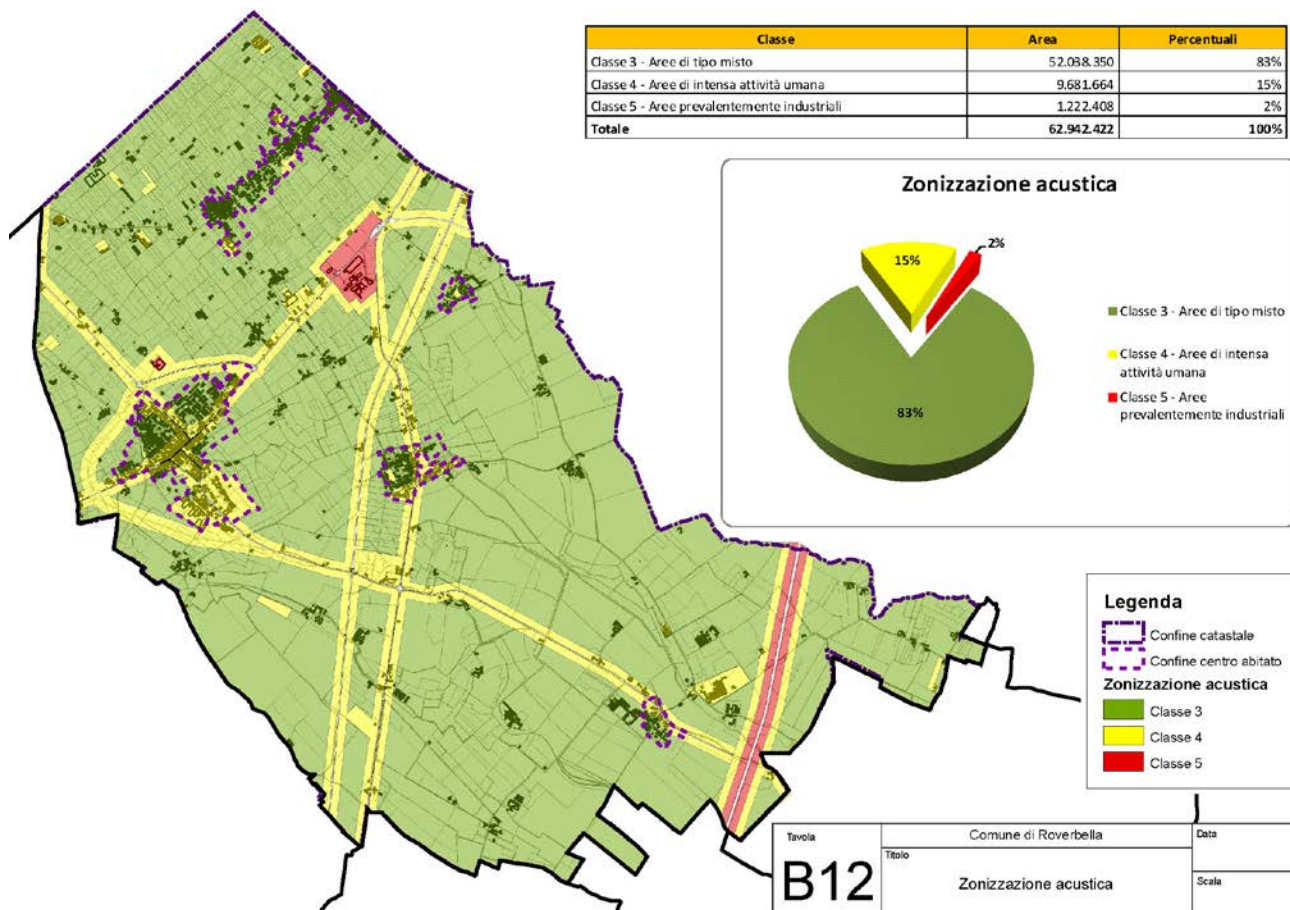 Classe Area Percentuali
Classe 3 - Aree di tipo misto 52.038.350 83%
Classe 4 - Aree di intensa attività umana 9.681.664 15%
Classe 5 - Aree prevalentemente industriali 1.222.408 2%
Totale 62.942.422 100%
Zonizzazione acustica
15%
2%
83%
Classe 3 - Aree di tipo misto
Classe 4 - Aree di intensa
attività umana
Classe 5 - Aree
prevalentemente industriali
Legenda
Confine catastale
Confine centro abitato
Zonizzazione acustica
Classe 3
Classe 4
Classe 5
Tavola
B12
Comune di Roverbella
Titolo
Zonizzazione acustica
Data
Scala